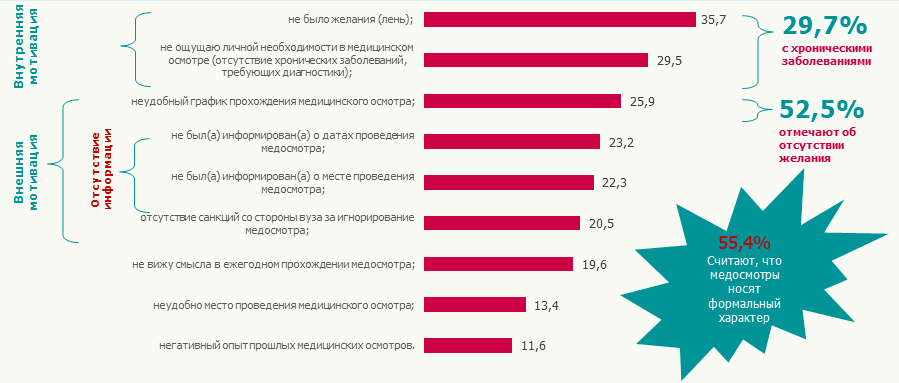 Внутренняя
мотивация
Внешняя
мотивация
Отсутствие
информации
не было желания (лень);
35,7
не ощущаю личной необходимости в медицинском
осмотре (отсутствие хронических заболеваний,
требующих диагностики);
29,5
неудобный график прохождения медицинского осмотра;
25,9
не был(а) информирован(а) о датах проведения
медосмотра;
23,2
не был(а) информирован(а) о месте проведения
медосмотра;
22,3
отсутствие санкций со стороны вуза за игнорирование
медосмотра;
20,5
не вижу смысла в ежегодном прохождении медосмотра;
19,6
неудобно место проведения медицинского осмотра;
13,4
негативный опыт прошлых медицинских осмотров.
11,6
29,7%
с хроническими
заболеваниями
52,5%
отмечают об
отсутствии
желания
55,4%
Считают, что
медосмотры
носят
формальный
характер